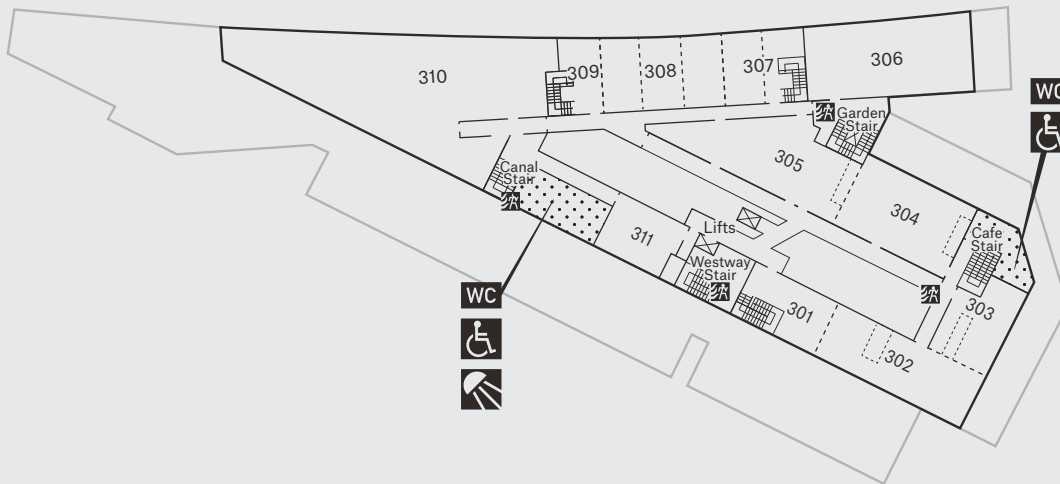 310
309
308
307
306
WC
Garden
Stair
305
Canal
Stair
304
Lifts
311
Cafe
Stair
Westway
Stair
WC
301
303
302